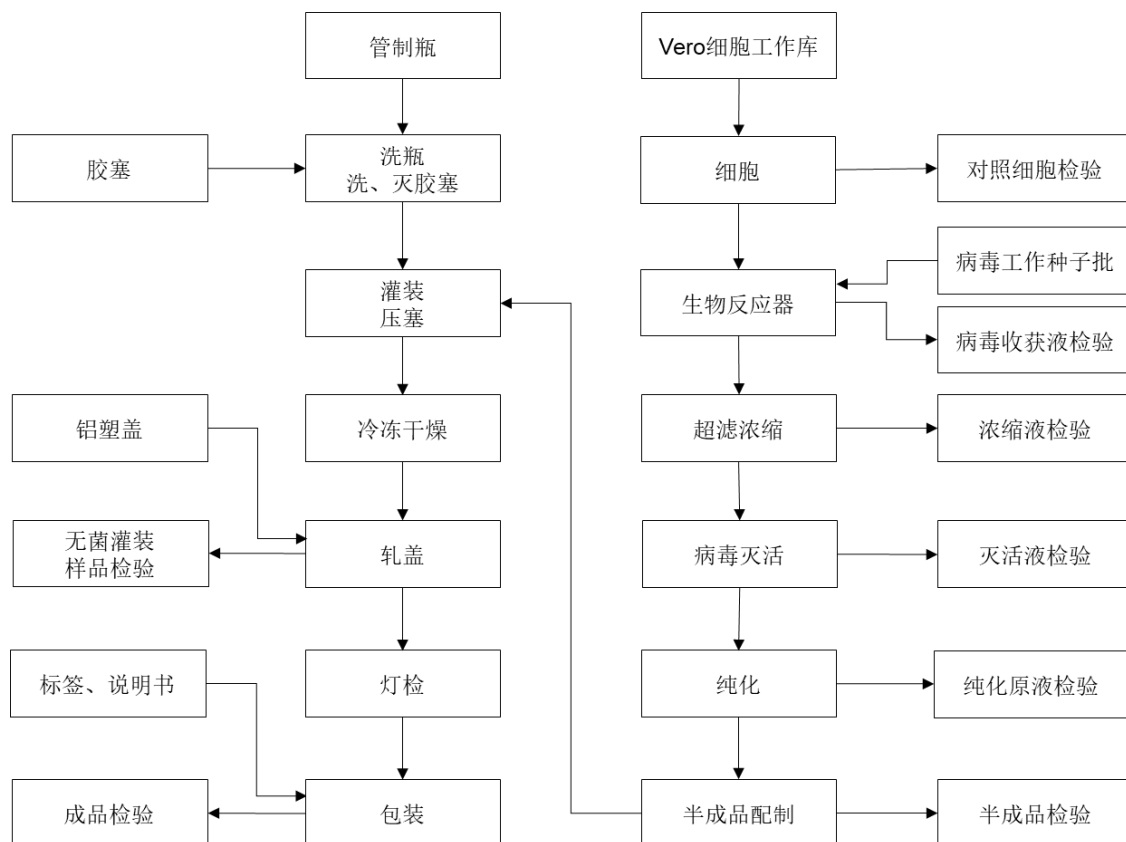 管制瓶
Vero细胞工作库
胶塞
洗瓶
洗、灭胶塞
细胞
对照细胞检验
灌装
压塞
生物反应器
病毒工作种子批
病毒收获液检验
铝塑盖
冷冻干燥
超滤浓缩
浓缩液检验
无菌灌装
样品检验
轧盖
病毒灭活
灭活液检验
标签、说明书
灯检
纯化
纯化原液检验
成品检验
包装
半成品配制
半成品检验